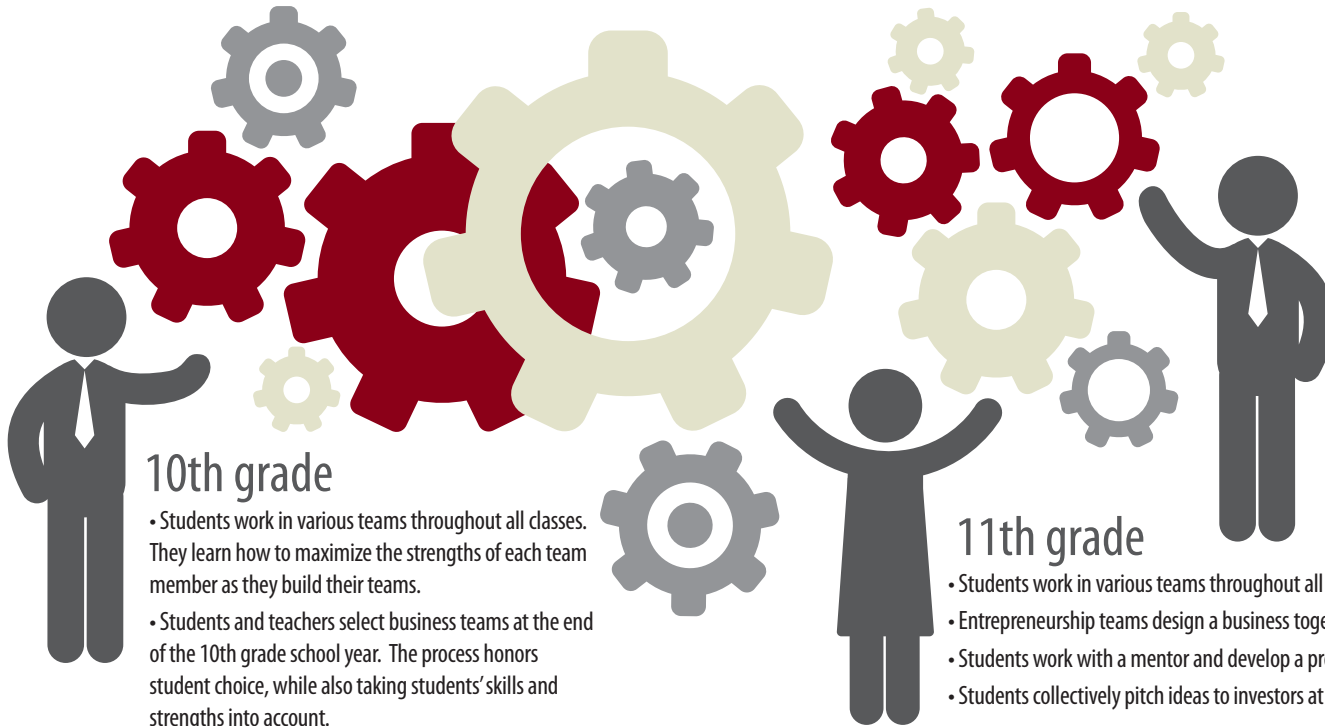 10th grade
• Students work in various teams throughout all classes.
They learn how to maximize the strengths of each team
member as they build their teams.
• Students and teachers select business teams at the end
of the 10th grade school year.  The process honors
student choice, while also taking students’ skills and
strengths into account.
11th grade
• Students work in various teams throughout all
• Entrepreneurship teams design a business
• Students work with a mentor and develop a
• Students collectively pitch ideas to investors at